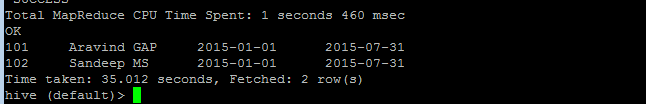 SUCCESS
Total MapReduce CPU Time Spent: 1 seconds 460 msec
OK
101     Aravind GAP     2015-01-01      2015-07-31
102     Sandeep MS      2015-01-01      2015-07-31
Time taken: 35.012 seconds, Fetched: 2 row(s)
hive (default)>